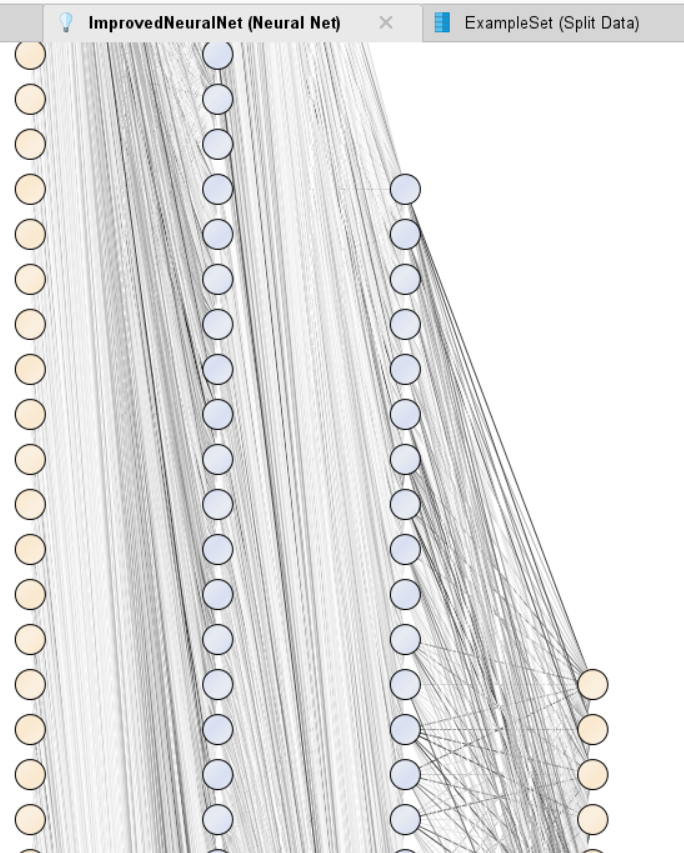 ImprovedNeuralNet (Neural Net)
ExampleSet (Split Data)